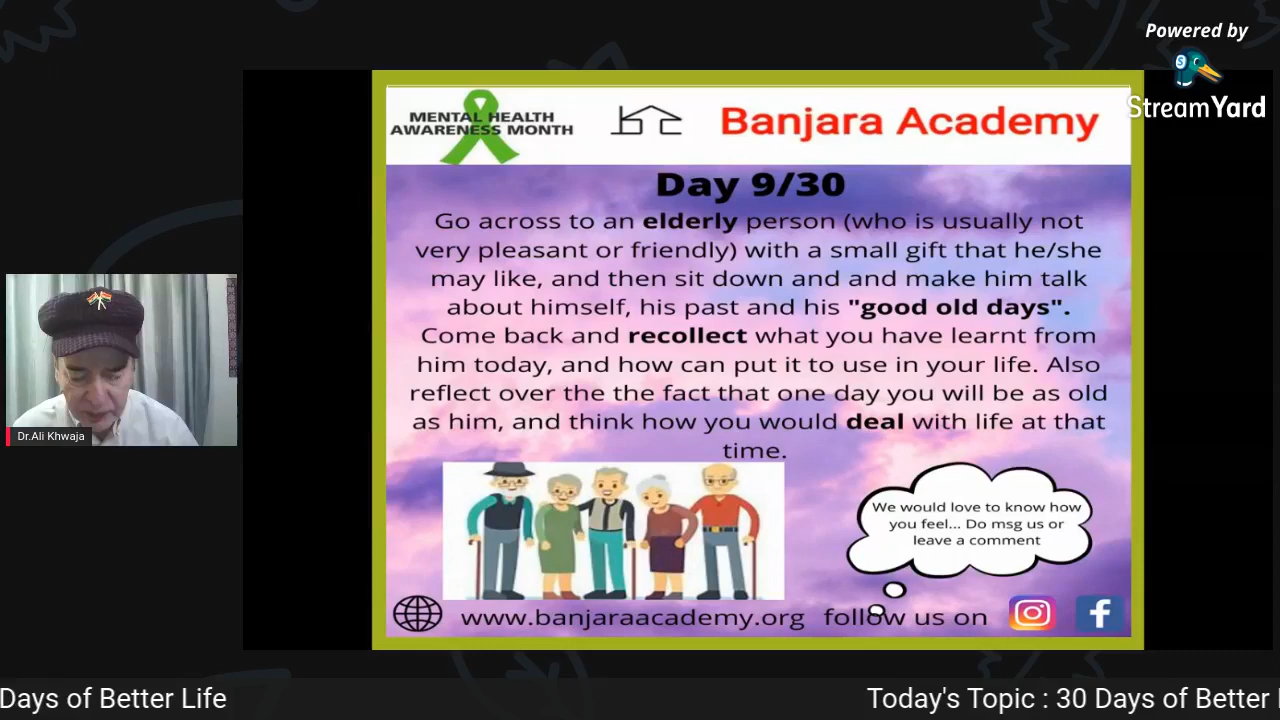 Powered by
StreamYard
MENTAL HEALTH
AWARENESS MONTH
Banjara Academy
Day 9/30
Go across to an elderly person (who is usually not
very pleasant or friendly) with a small gift that he/she
may like, and then sit down and and make him talk
about himself, his past and his "good old days".
Come back and recollect what you have learnt from
him today, and how can put it to use in your life. Also
reflect over the the fact that one day you will be as old
as him, and think how you would deal with life at that
time.
We would love to know how
you feel... Do msg us or
leave a comment
www.banjaraacademy.org follow us on
Dr.Ali Khwaja
Days of Better Life
Today's Topic : 30 Days of Better